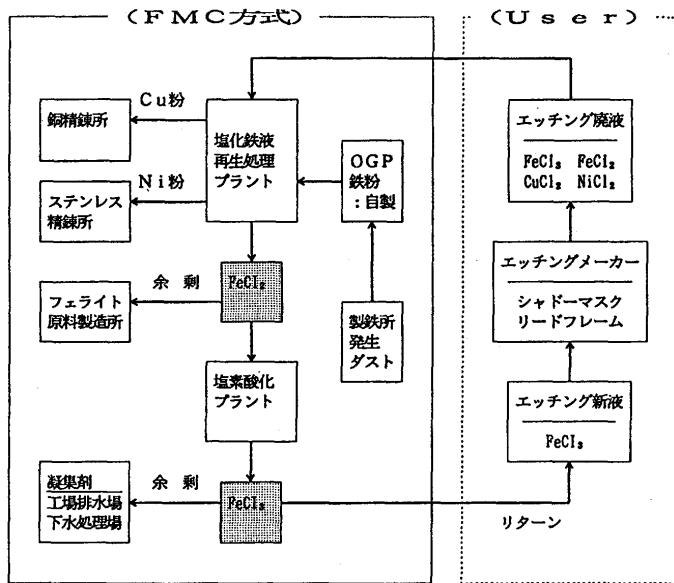 (FMC方式)
(User)
Cu粉
銅精錬所
塩化鉄液
再生処理
プラント
Ni粉
ステンレス
精錬所
OGP
鉄粉
:自製
エッチング廃液
FeCl₃ FeCl₂
CuCl₂ NiCl₂
余剰
フェライト
原料製造所
FeCl₂
製鉄所
発生
ダスト
エッチングメーカー
シャドーマスク
リードフレーム
塩素酸化
プラント
エッチング新液
FeCl₃
余剰
凝集剤
工場排水場
下水処理場
FeCl₃
リターン